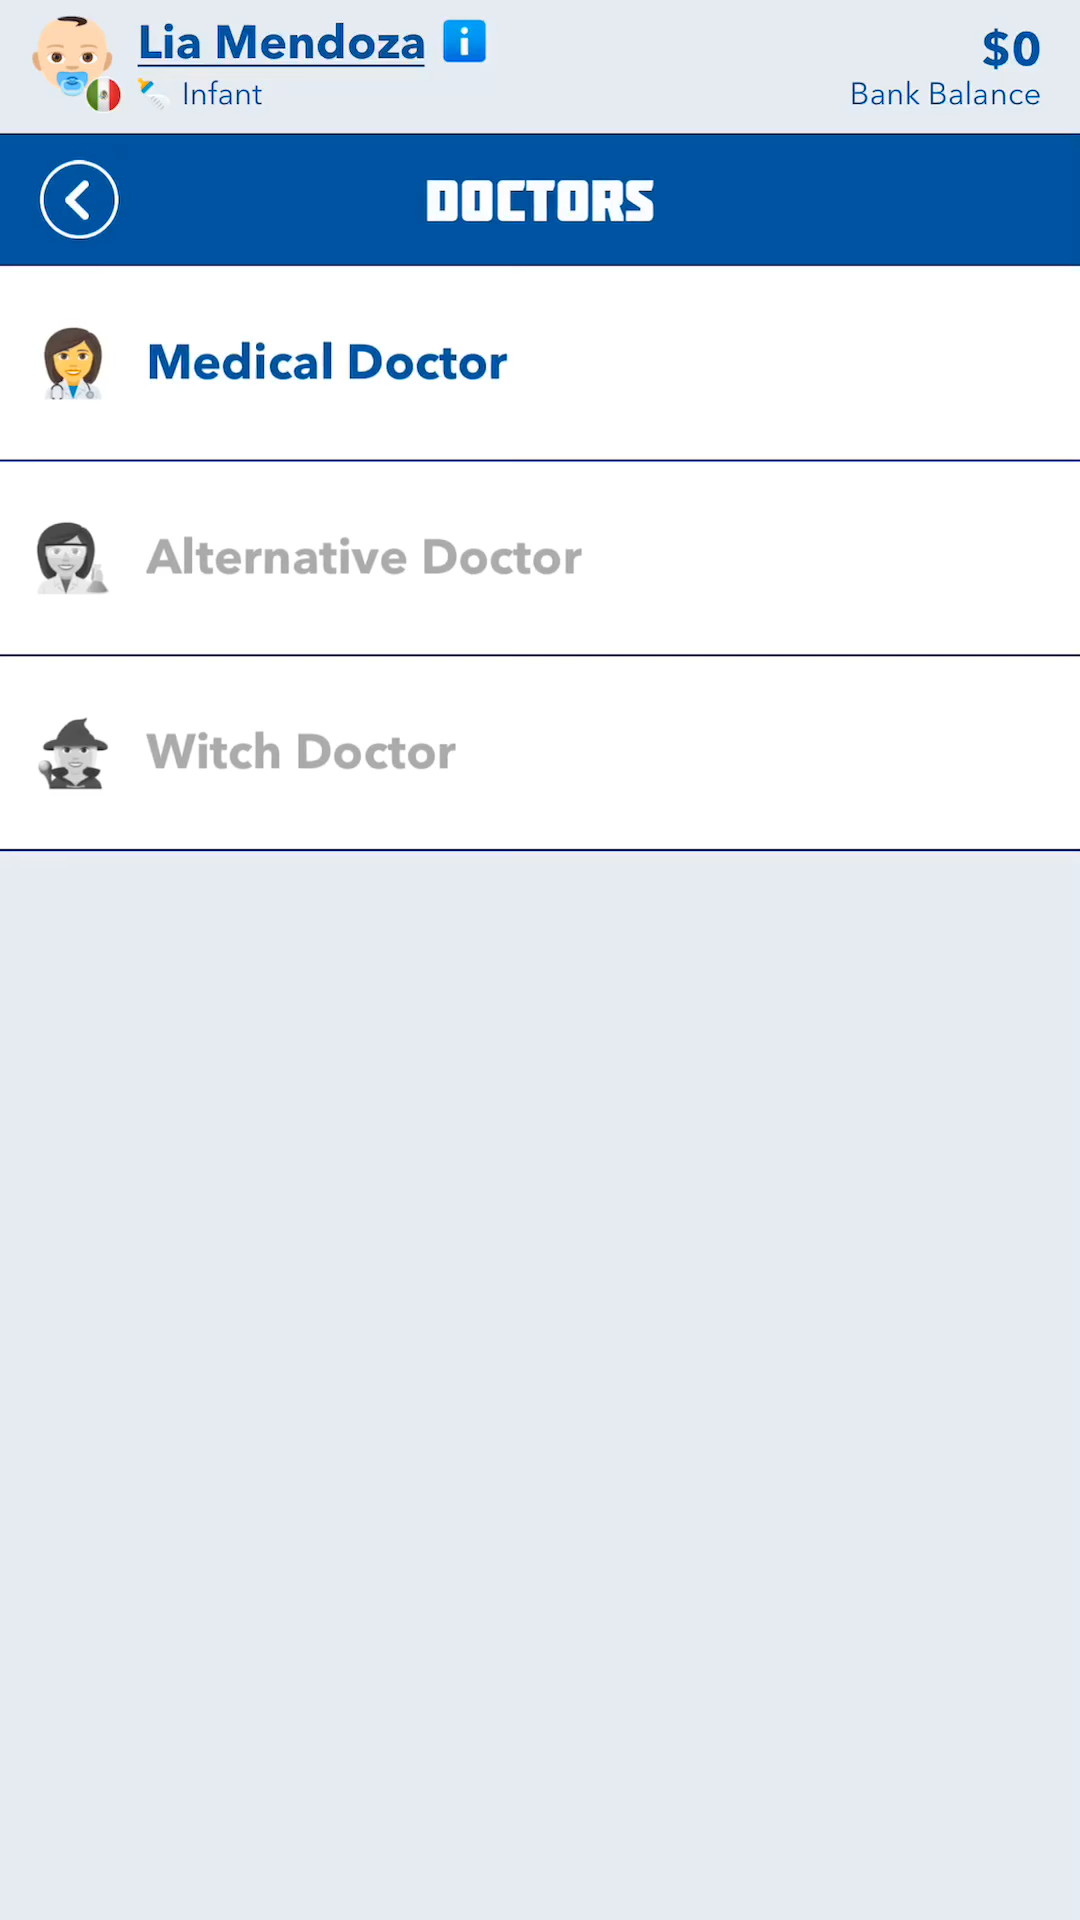 Lia Mendoza
Infant
$0
Bank Balance
DOCTORS
Medical Doctor
Alternative Doctor
Witch Doctor